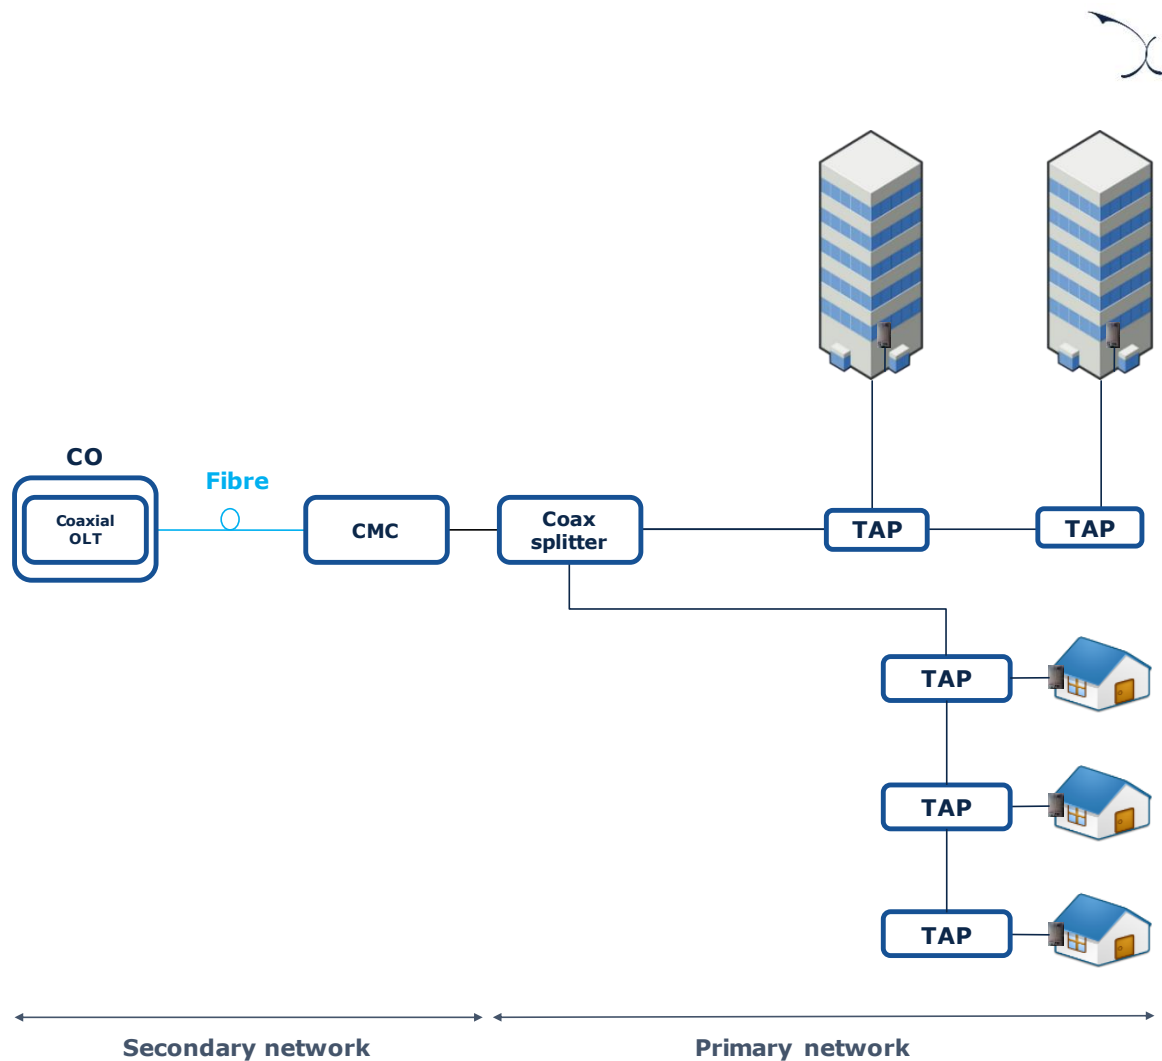 CO
Coaxial
OLT
Fibre
CMC
Coax
splitter
TAP
TAP
TAP
TAP
TAP
Secondary network
Primary network